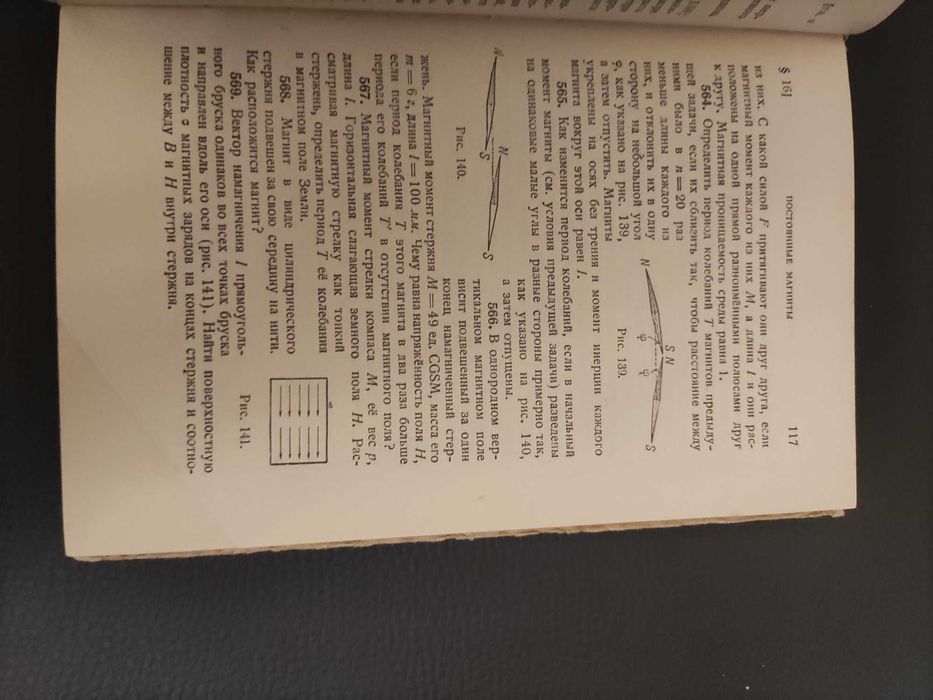 § 16] ПОСТОЯННЫЕ МАГНИТЫ 117
из них. С какой силой F притягивают они друг друга, если
магнитный момент каждого из них M, а длина l и они рас-
положены на одной прямой разноимёнными полюсами друг
к другу. Магнитная проницаемость среды равна 1.
564. Определить период колебаний T магнитов предыду-
щей задачи, если их сблизить так, чтобы расстояние между
ними было в n = 20 раз
меньше длины каждого из
них, и отклонить их в одну
сторону на небольшой угол
φ, как указано на рис. 139,
а затем отпустить. Магниты
N S N S
φ φ
Рис. 139.
укреплены на осях без трения и момент инерции каждого
магнита вокруг этой оси равен I.
565. Как изменится период колебаний, если в начальный
момент магниты (см. условия предыдущей задачи) разведены
на одинаковые малые углы в разные стороны примерно так,
как указано на рис. 140,
а затем отпущены.
N S N S
Рис. 140.
566. В однородном вер-
тикальном магнитном поле
висит подвешенный за один
конец намагниченный стер-
жень. Магнитный момент стержня M = 49 ед. CGSM, масса его
m = 6 г, длина l = 100 мм. Чему равна напряжённость поля H,
если период колебания T этого магнита в два раза больше
периода его колебаний T′ в отсутствии магнитного поля?
567. Магнитный момент стрелки компаса M, её вес p,
длина l. Горизонтальная слагающая земного поля H. Рас-
сматривая магнитную стрелку как тонкий
стержень, определить период T её колебания
в магнитном поле Земли.
568. Магнит в виде цилиндрического
стержня подвешен за свою середину на нити.
Как расположится магнит?
569. Вектор намагничения I прямоуголь-
ного бруска одинаков во всех точках бруска
Рис. 141.
и направлен вдоль его оси (рис. 141). Найти поверхностную
плотность σ магнитных зарядов на концах стержня и соотно-
шение между B и H внутри стержня.